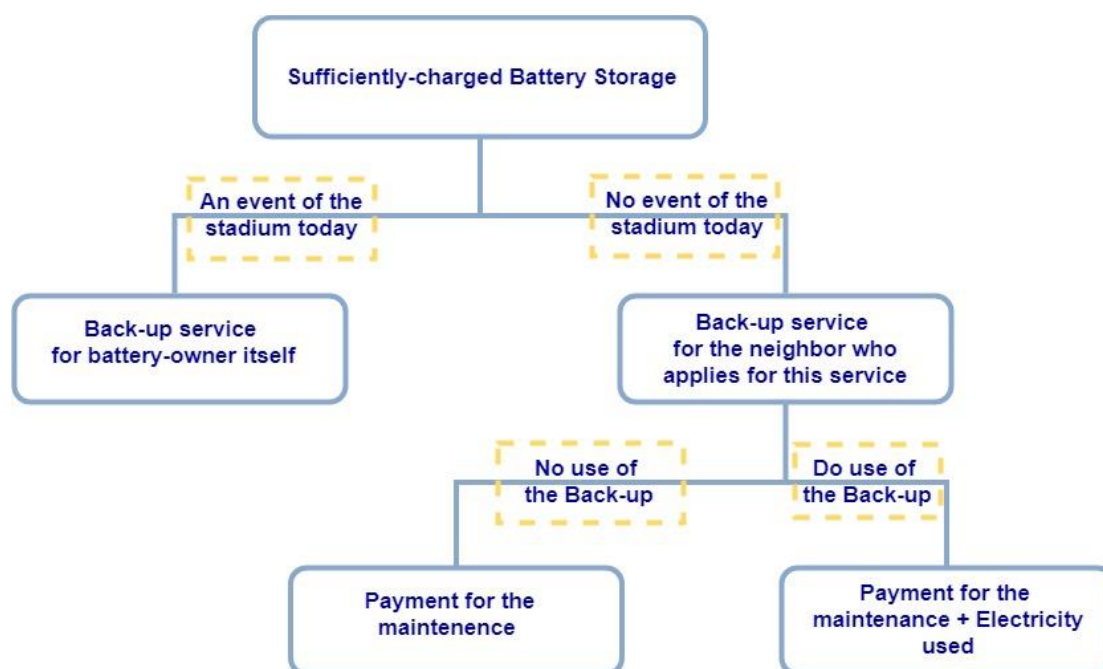 Sufficiently-charged Battery Storage
An event of the
stadium today
No event of the
stadium today
Back-up service
for battery-owner itself
Back-up service
for the neighbor who
applies for this service
No use of
the Back-up
Do use of
the Back-up
Payment for the
maintenence
Payment for the
maintenance + Electricity
used